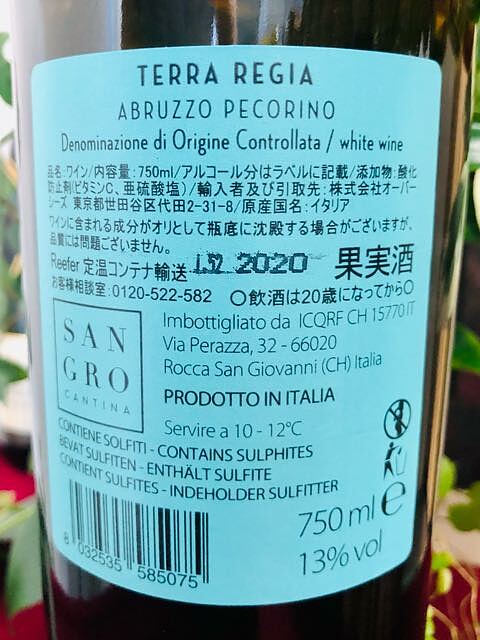 TERRA REGIA
ABRUZZO PECORINO
Denominazione di Origine Controllata / white wine
品名:ワイン/内容量:750ml/アルコール分はラベルに記載/添加物:酸化
防止剤(ビタミンC、亜硫酸塩)/輸入者及び引取先:株式会社オーバー
シーズ 東京都世田谷区代田2-31-8/原産国名:イタリア
ワインに含まれる成分がオリとして瓶底に沈殿する場合がございますが、
品質には問題ございません。
Reefer 定温コンテナ輸送 L32 2020 果実酒
お客様相談室:0120-522-582 〇飲酒は20歳になってから〇
SAN
GRO
CANTINA
Imbottigliato da ICQRF CH 15770 IT
Via Perazza, 32 - 66020
Rocca San Giovanni (CH) Italia
PRODOTTO IN ITALIA
Servire a 10 - 12°C
CONTIENE SOLFITI - CONTAINS SULPHITES
BEVAT SULFITEN - ENTHÄLT SULFITE
CONTIENT SULFITES - INDEHOLDER SULFITTER
750 ml e
13% vol
8 032535 585075